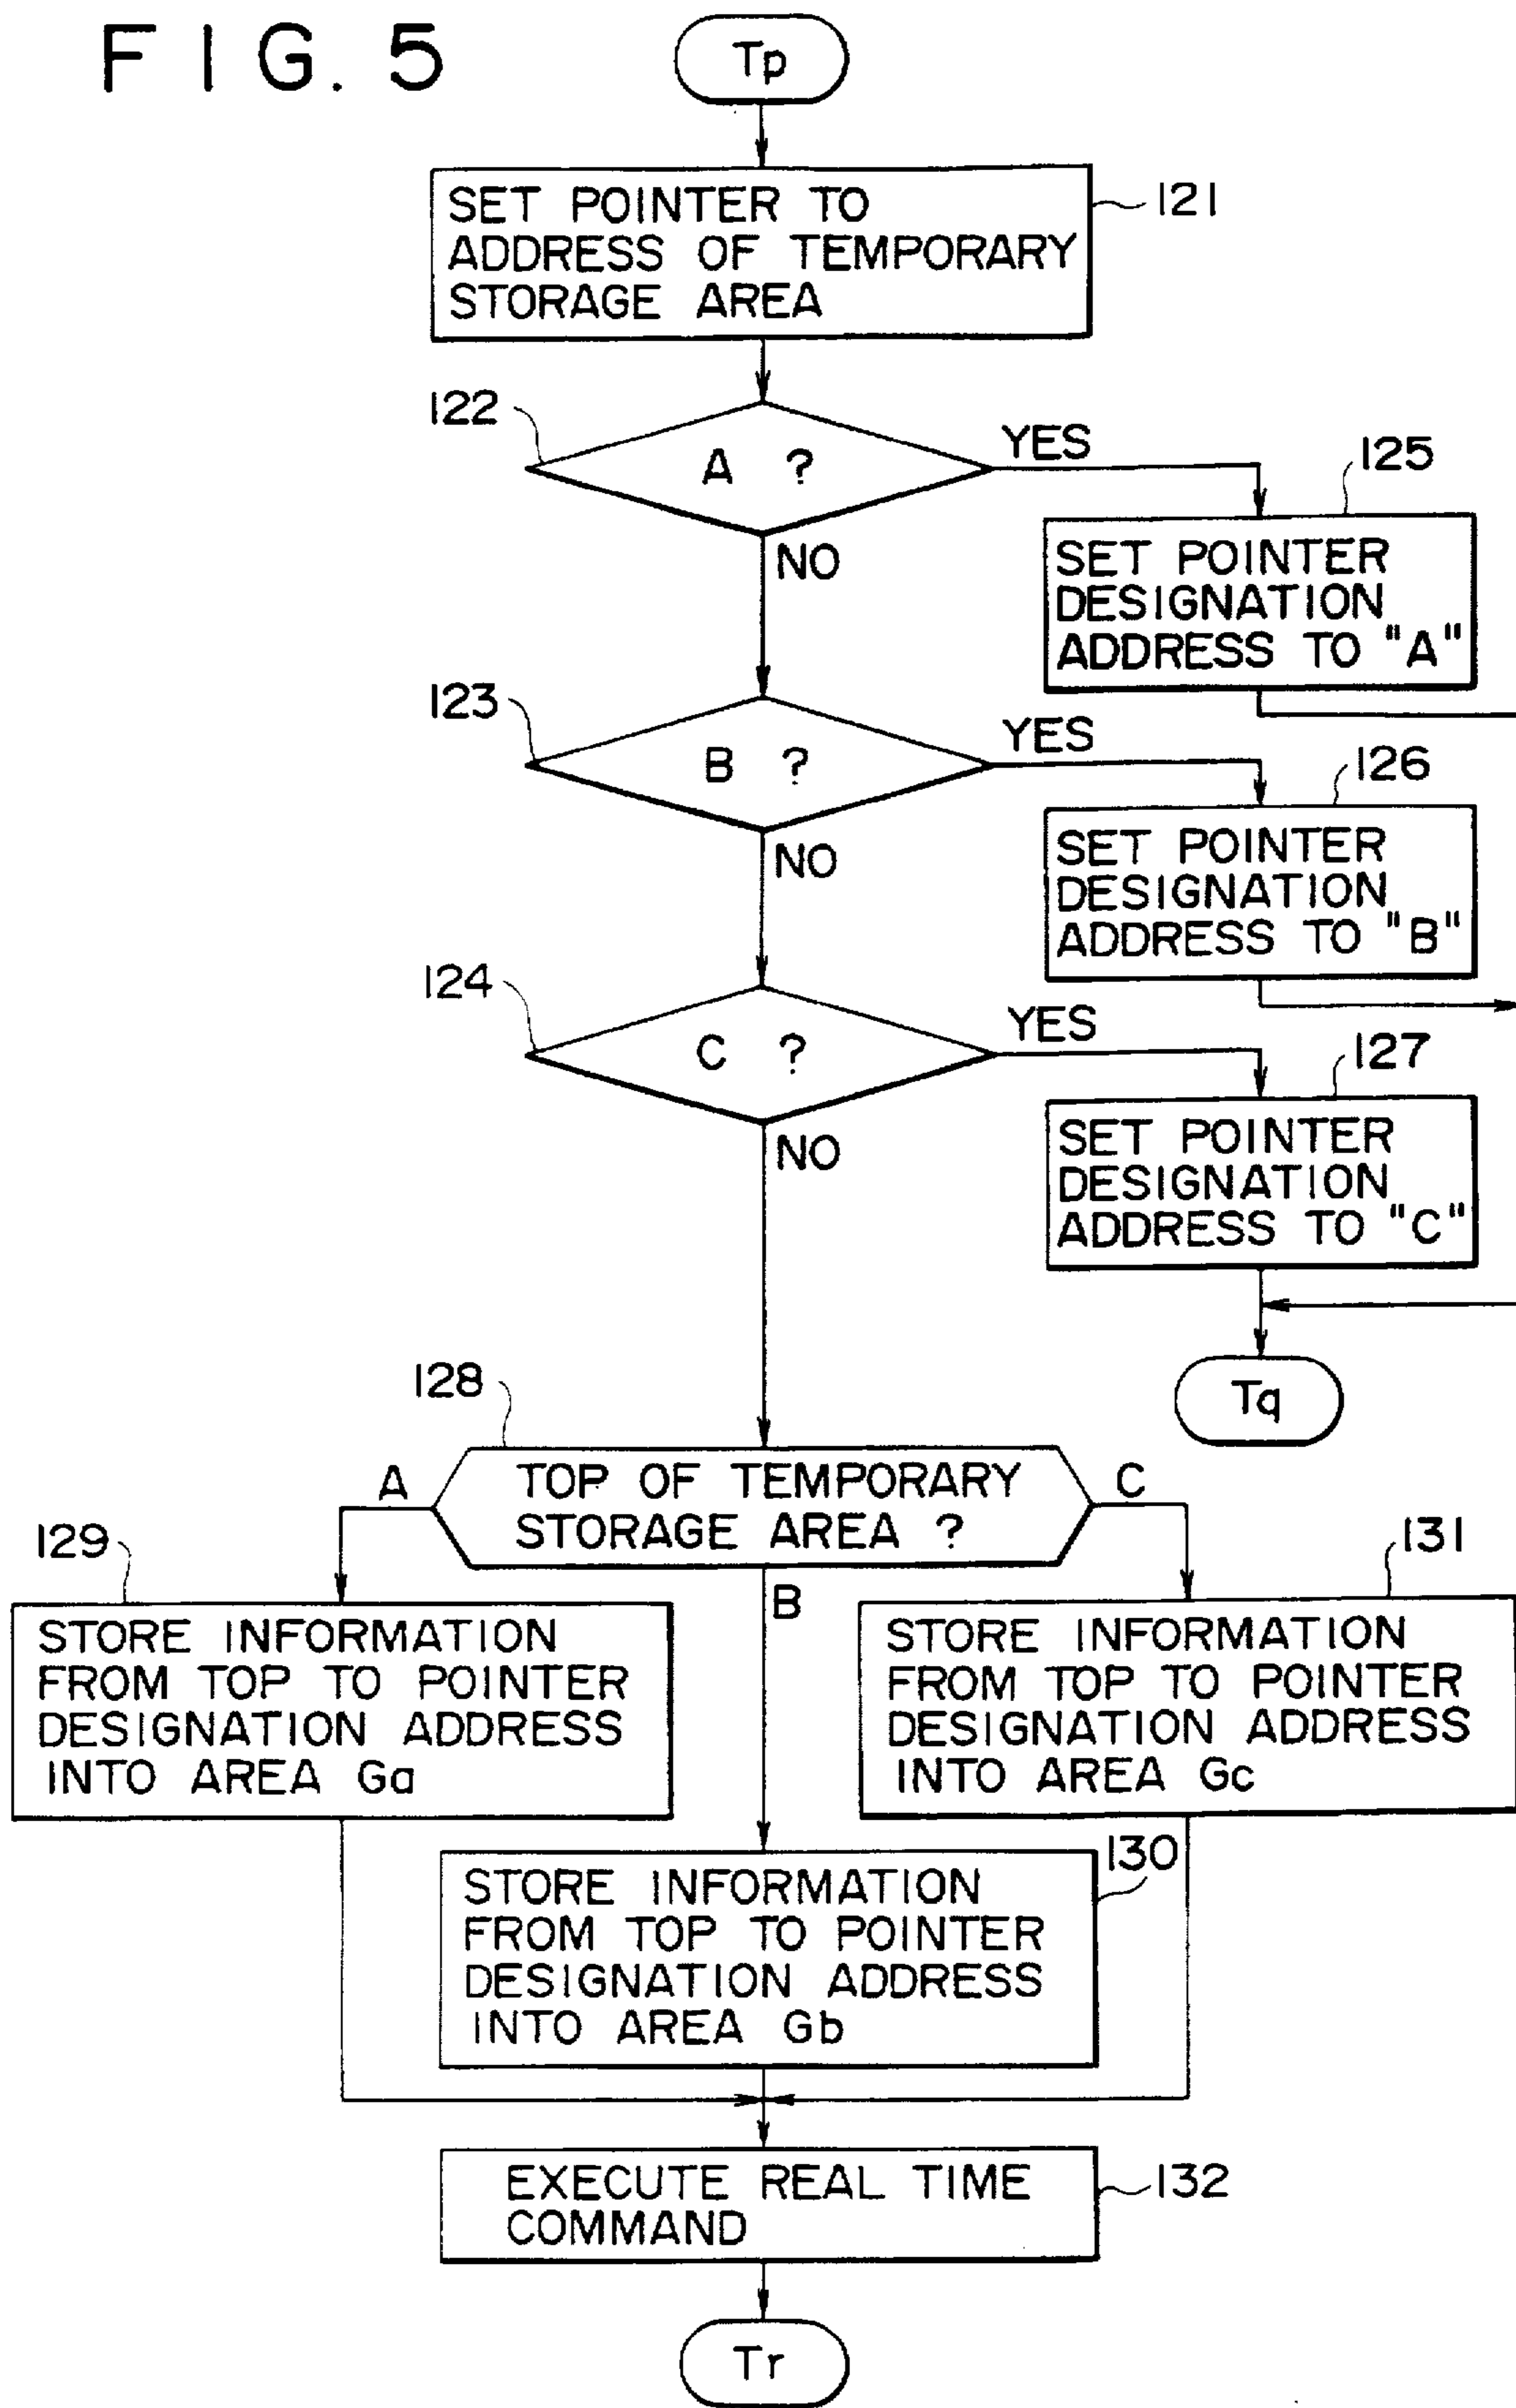 FIG. 5
Tp
SET POINTER TO
ADDRESS OF TEMPORARY
STORAGE AREA
121
122
A ?
YES
NO
125
SET POINTER
DESIGNATION
ADDRESS TO "A"
123
B ?
YES
NO
126
SET POINTER
DESIGNATION
ADDRESS TO "B"
124
C ?
YES
NO
127
SET POINTER
DESIGNATION
ADDRESS TO "C"
Tq
128
TOP OF TEMPORARY
STORAGE AREA ?
A
B
C
129
STORE INFORMATION
FROM TOP TO POINTER
DESIGNATION ADDRESS
INTO AREA Ga
131
STORE INFORMATION
FROM TOP TO POINTER
DESIGNATION ADDRESS
INTO AREA Gc
130
STORE INFORMATION
FROM TOP TO POINTER
DESIGNATION ADDRESS
INTO AREA Gb
EXECUTE REAL TIME
COMMAND
132
Tr